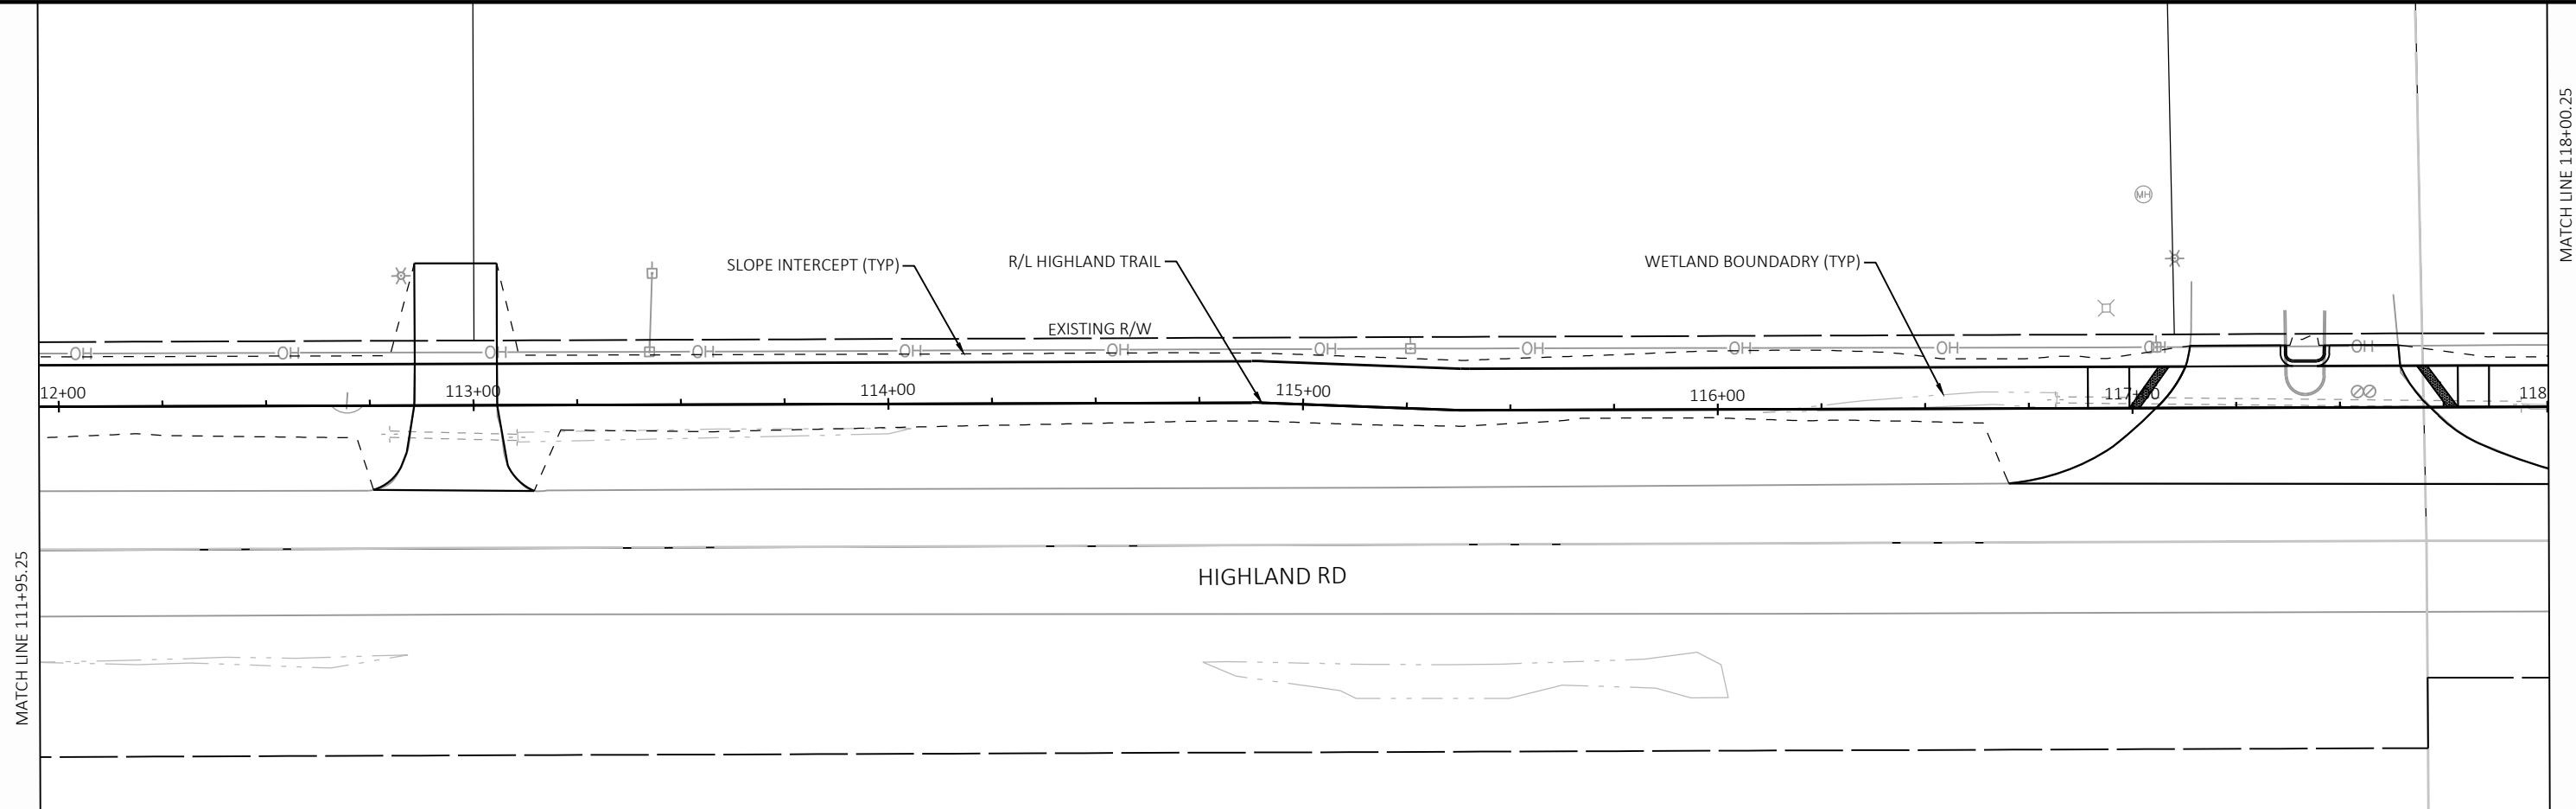 MATCH LINE 118+00.25
MH
SLOPE INTERCEPT (TYP)
R/L HIGHLAND TRAIL
WETLAND BOUNDADRY (TYP)
EXISTING R/W
OH OH OH OH OH OH OH OH OH OH OH OH
12+00 113+00 114+00 115+00 116+00 117+00 118
HIGHLAND RD
MATCH LINE 111+95.25